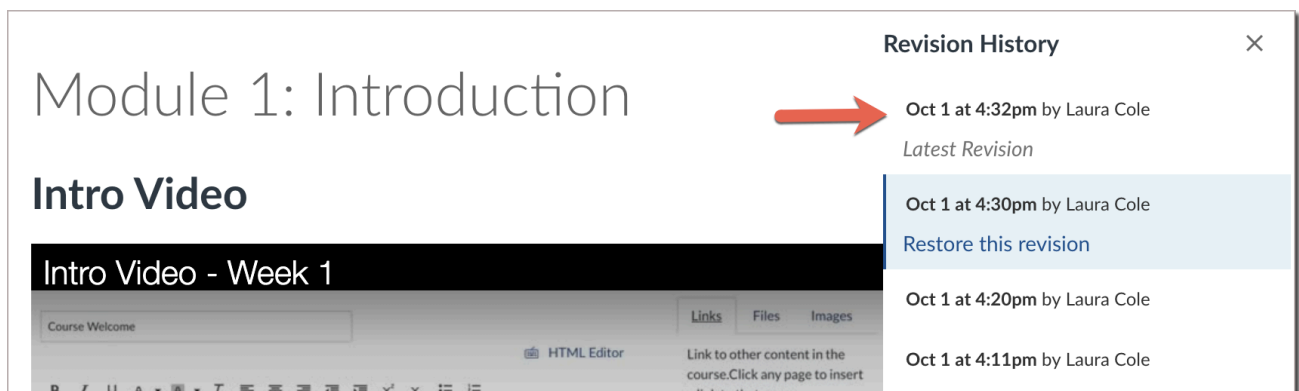 Module 1: Introduction
Intro Video
Intro Video - Week 1
Course Welcome
HTML Editor
Links Files Images
Link to other content in the
course.Click any page to insert
Revision History
Oct 1 at 4:32pm by Laura Cole
Latest Revision
Oct 1 at 4:30pm by Laura Cole
Restore this revision
Oct 1 at 4:20pm by Laura Cole
Oct 1 at 4:11pm by Laura Cole